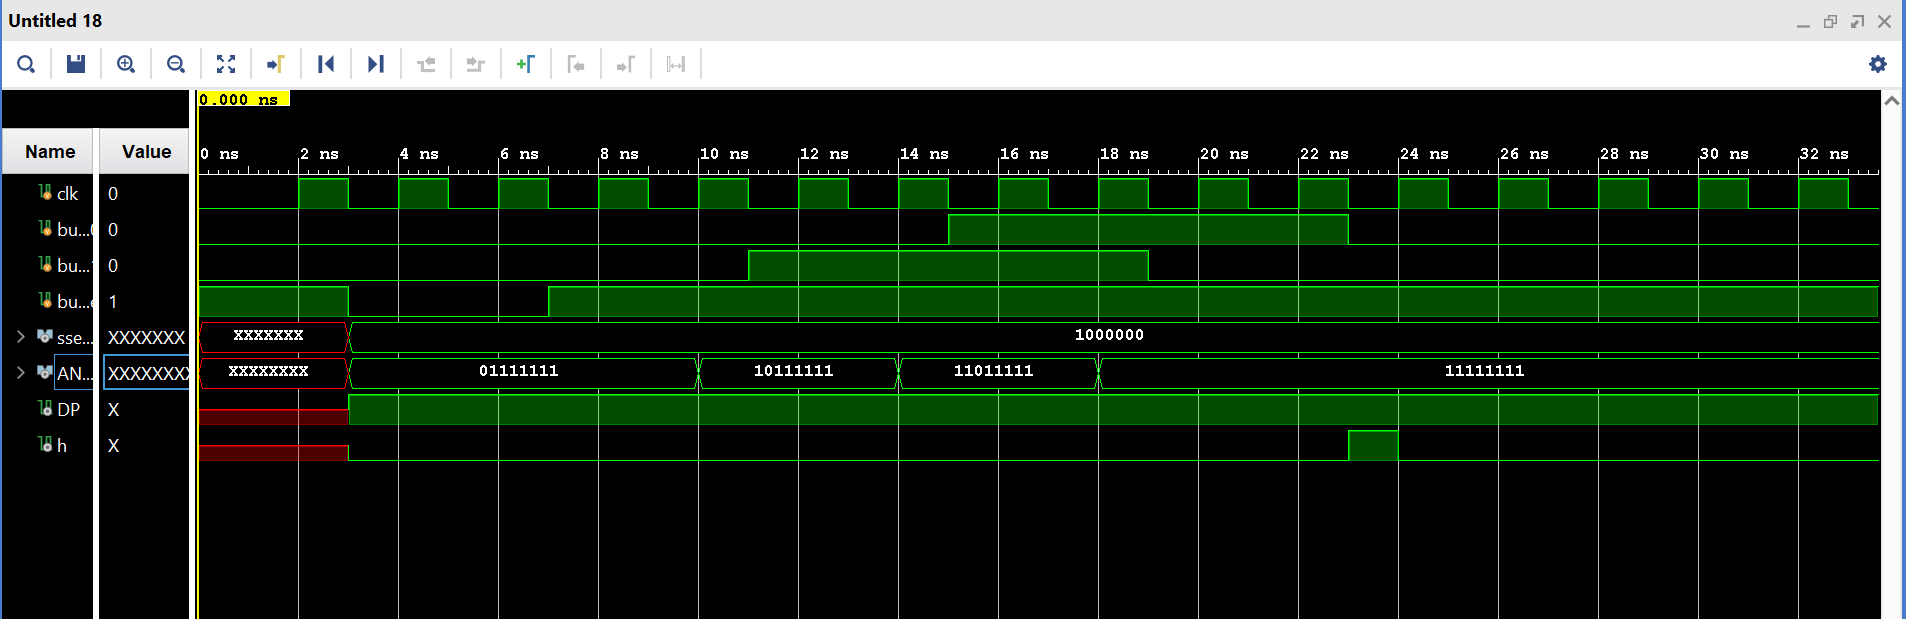 Untitled 18
0.000 ns
Name Value
0 ns 2 ns 4 ns 6 ns 8 ns 10 ns 12 ns 14 ns 16 ns 18 ns 20 ns 22 ns 24 ns 26 ns 28 ns 30 ns 32 ns
clk 0
bu...0 0
bu...1 0
bu...e 1
sse... XXXXXXX XXXXXXX 1000000
AN... XXXXXXXX XXXXXXXX 01111111 10111111 11011111 11111111
DP X
h X